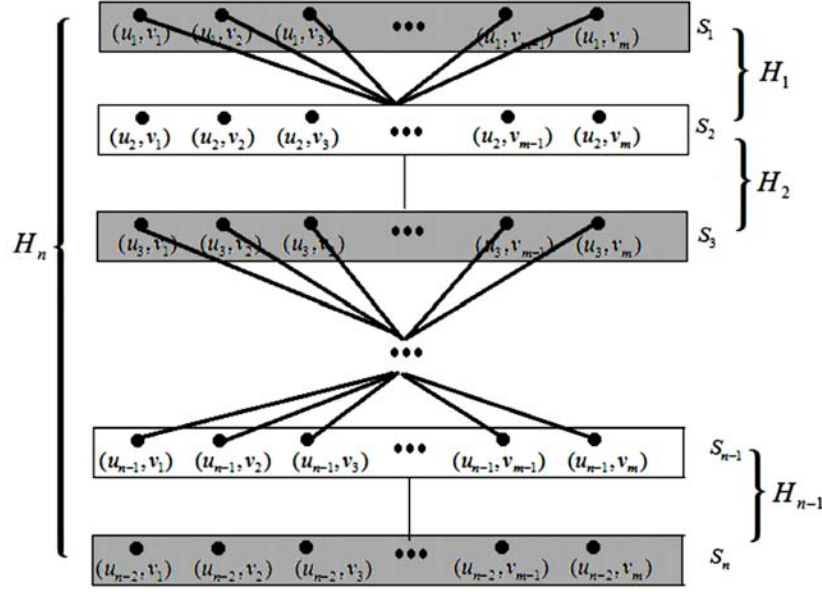 (u₁,v₁) (u₁,v₂) (u₁,v₃) ••• (u₁,vₘ₋₁) (u₁,vₘ) S₁
H₁
S₂
(u₂,v₁) (u₂,v₂) (u₂,v₃) ••• (u₂,vₘ₋₁) (u₂,vₘ)
H₂
(u₃,v₁) (u₃,v₂) (u₃,v₃) ••• (u₃,vₘ₋₁) (u₃,vₘ) S₃
Hₙ
•••
Sₙ₋₁
(uₙ₋₁,v₁) (uₙ₋₁,v₂) (uₙ₋₁,v₃) ••• (uₙ₋₁,vₘ₋₁) (uₙ₋₁,vₘ)
Hₙ₋₁
Sₙ
(uₙ₋₂,v₁) (uₙ₋₂,v₂) (uₙ₋₂,v₃) ••• (uₙ₋₂,vₘ₋₁) (uₙ₋₂,vₘ)